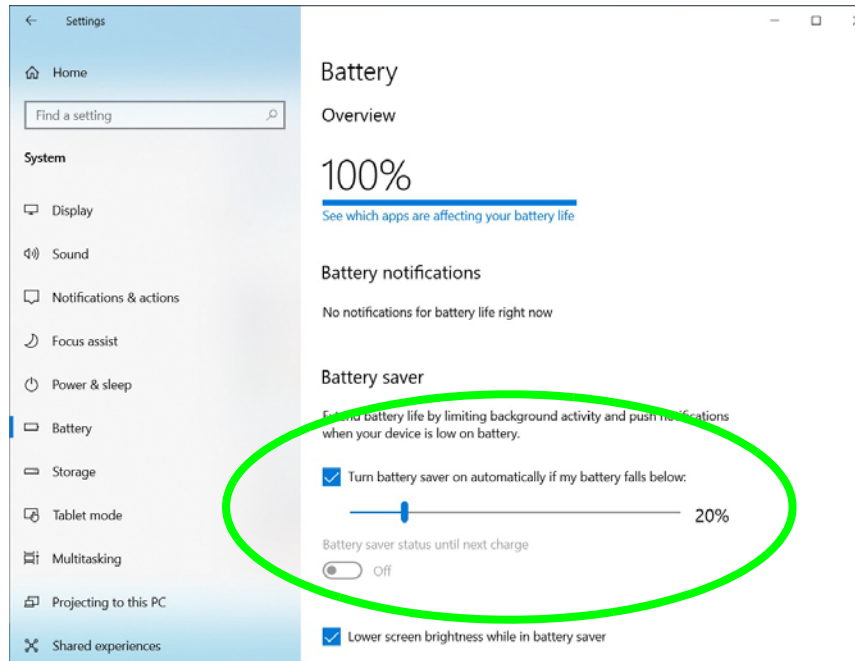 Settings
Home
Find a setting
System
Display
Sound
Notifications & actions
Focus assist
Power & sleep
Battery
Storage
Tablet mode
Multitasking
Projecting to this PC
Shared experiences
Battery
Overview
100%
See which apps are affecting your battery life
Battery notifications
No notifications for battery life right now
Battery saver
Extend battery life by limiting background activity and push notifications
when your device is low on battery.
Turn battery saver on automatically if my battery falls below:
20%
Battery saver status until next charge
Off
Lower screen brightness while in battery saver